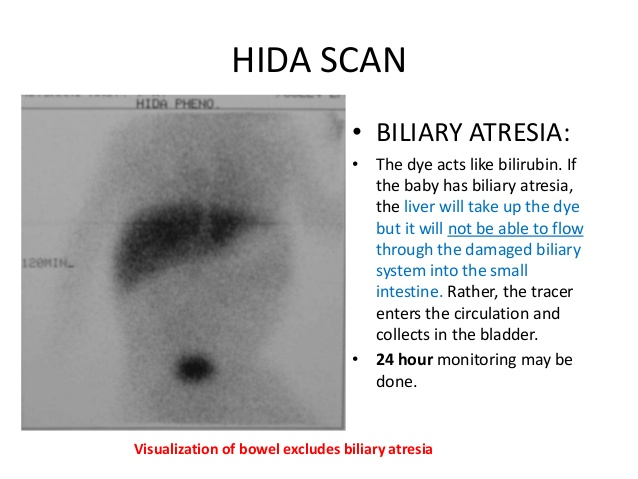 HIDA SCAN
HIDA PHENO.
120MIN_
• BILIARY ATRESIA:
• The dye acts like bilirubin. If
the baby has biliary atresia,
the liver will take up the dye
but it will not be able to flow
through the damaged biliary
system into the small
intestine. Rather, the tracer
enters the circulation and
collects in the bladder.
• 24 hour monitoring may be
done.
Visualization of bowel excludes biliary atresia